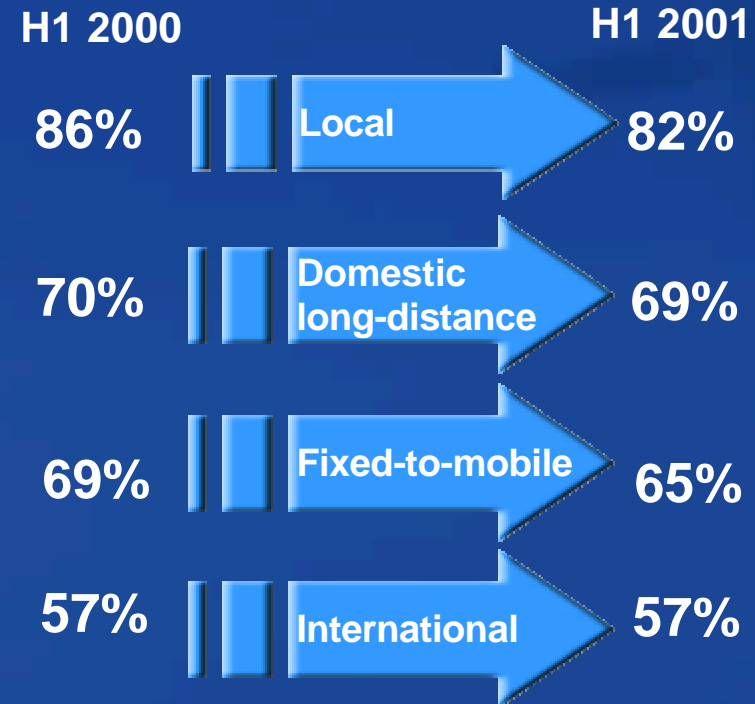 H1 2000 H1 2001
86% Local 82%
70% Domestic
long-distance 69%
69% Fixed-to-mobile 65%
57% International 57%